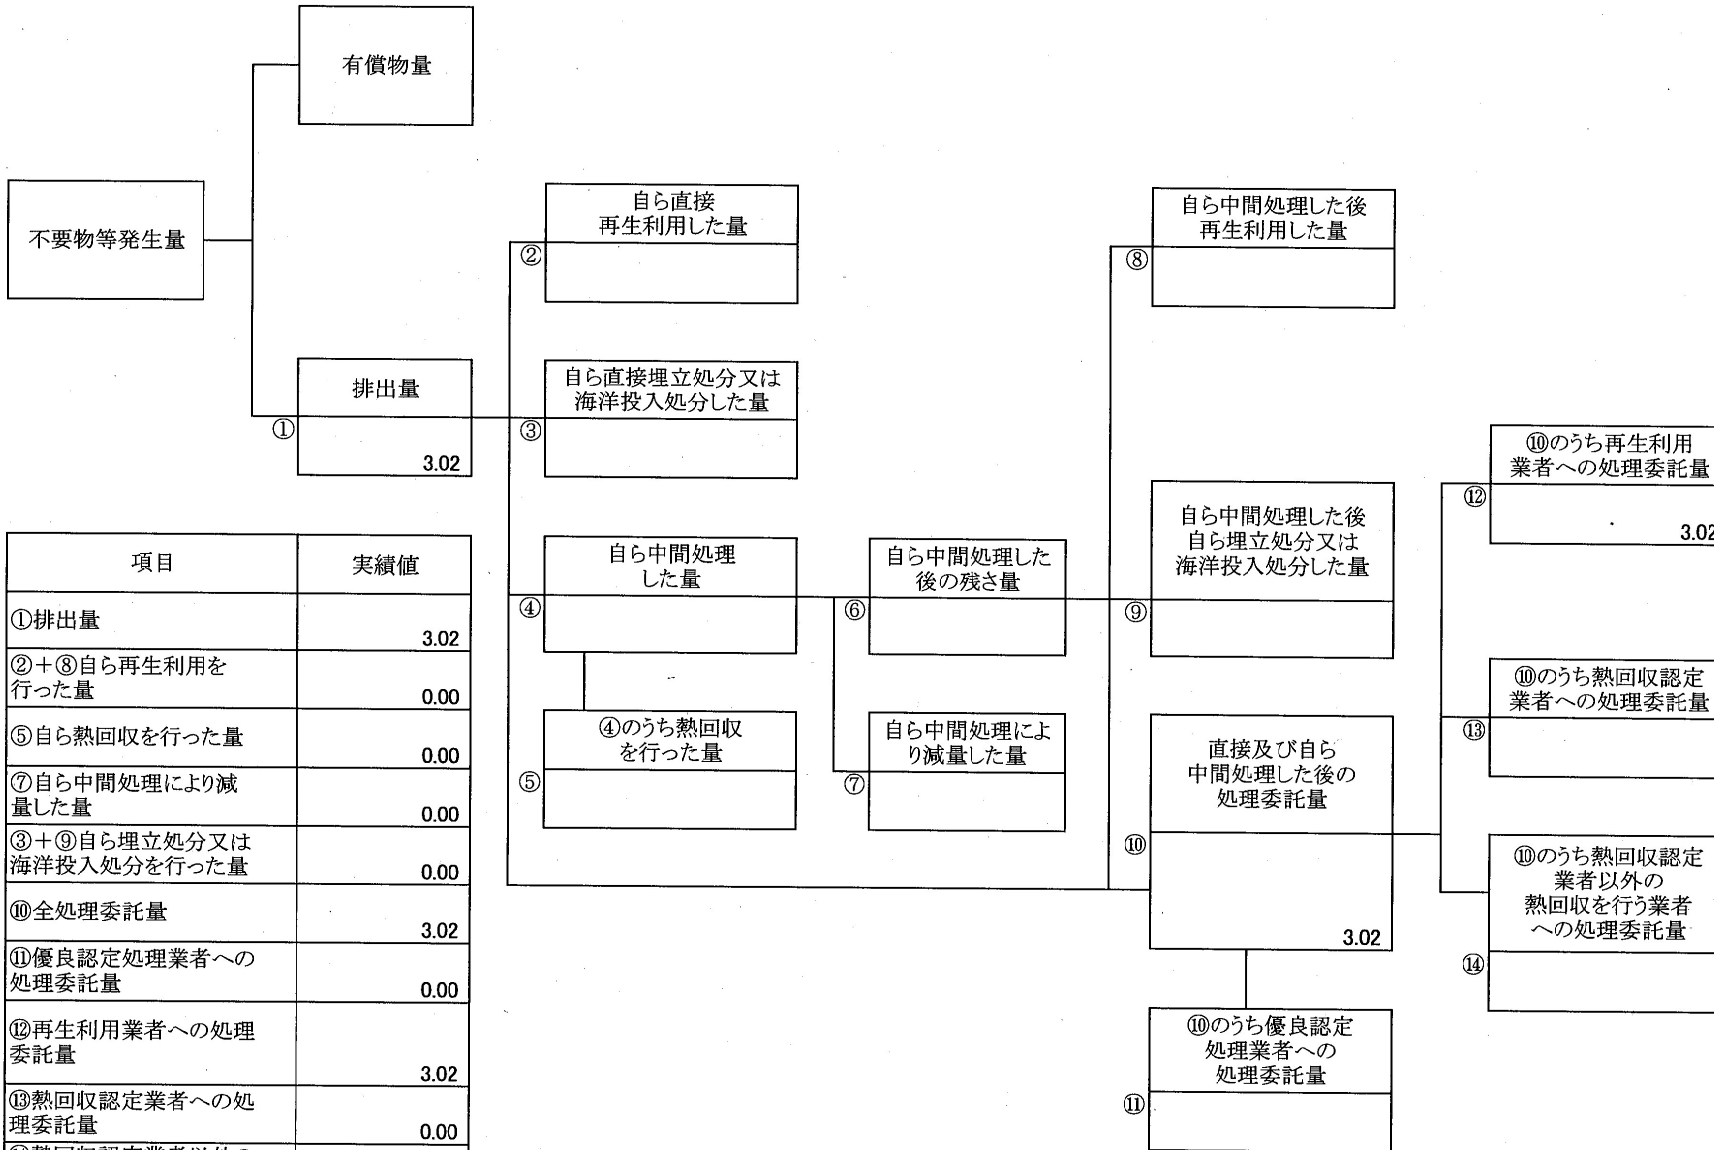 有償物量
不要物等発生量
自ら直接
再生利用した量
②
自ら中間処理した後
再生利用した量
⑧
排出量
①
3.02
自ら直接埋立処分又は
海洋投入処分した量
③
⑩のうち再生利用
業者への処理委託量
⑫
3.02
自ら中間処理
した量
④
自ら中間処理した
後の残さ量
⑥
自ら中間処理した後
自ら埋立処分又は
海洋投入処分した量
⑨
⑩のうち熱回収認定
業者への処理委託量
⑬
④のうち熱回収
を行った量
⑤
自ら中間処理によ
り減量した量
⑦
直接及び自ら
中間処理した後の
処理委託量
⑩
3.02
⑩のうち熱回収認定
業者以外の
熱回収を行う業者
への処理委託量
⑭
⑩のうち優良認定
処理業者への
処理委託量
⑪
項目 実績値
①排出量
3.02
②+⑧自ら再生利用を
行った量
0.00
⑤自ら熱回収を行った量
0.00
⑦自ら中間処理により減
量した量
0.00
③+⑨自ら埋立処分又は
海洋投入処分を行った量
0.00
⑩全処理委託量
3.02
⑪優良認定処理業者への
処理委託量
0.00
⑫再生利用業者への処理
委託量
3.02
⑬熱回収認定業者への処
理委託量
0.00